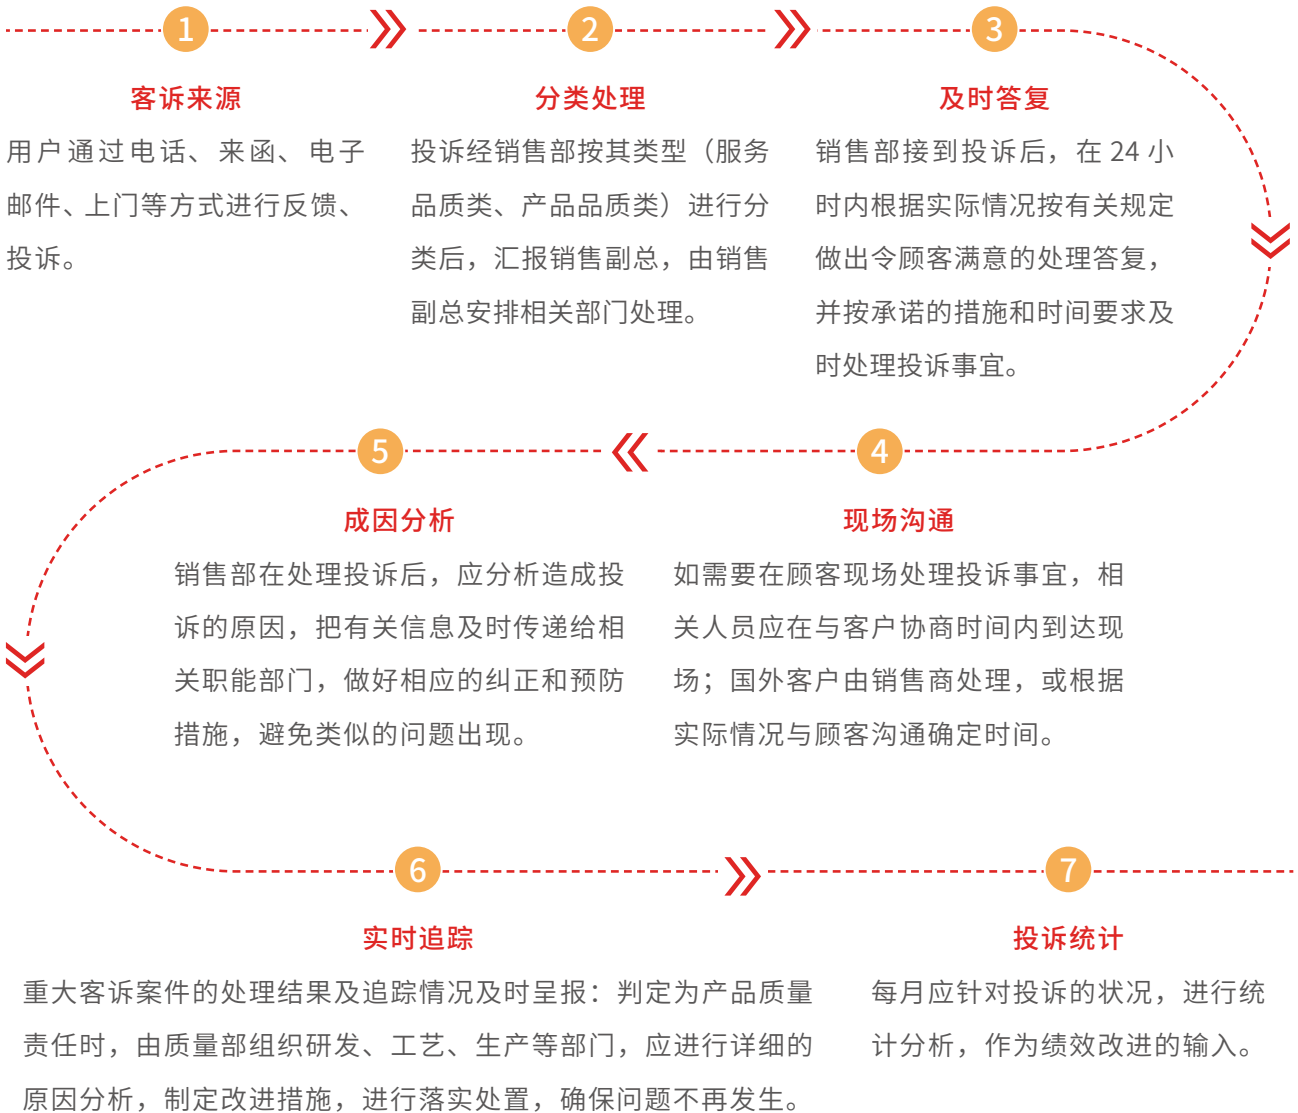 1
客诉来源
用户通过电话、来函、电子
邮件、上门等方式进行反馈、
投诉。
2
分类处理
投诉经销售部按其类型（服务
品质类、产品品质类）进行分
类后，汇报销售副总，由销售
副总安排相关部门处理。
3
及时答复
销售部接到投诉后，在 24 小
时内根据实际情况按有关规定
做出令顾客满意的处理答复，
并按承诺的措施和时间要求及
时处理投诉事宜。
4
现场沟通
如需要在顾客现场处理投诉事宜，相
关人员应在与客户协商时间内到达现
场；国外客户由销售商处理，或根据
实际情况与顾客沟通确定时间。
5
成因分析
销售部在处理投诉后，应分析造成投
诉的原因，把有关信息及时传递给相
关职能部门，做好相应的纠正和预防
措施，避免类似的问题出现。
6
实时追踪
重大客诉案件的处理结果及追踪情况及时呈报：判定为产品质量
责任时，由质量部组织研发、工艺、生产等部门，应进行详细的
原因分析，制定改进措施，进行落实处置，确保问题不再发生。
7
投诉统计
每月应针对投诉的状况，进行统
计分析，作为绩效改进的输入。